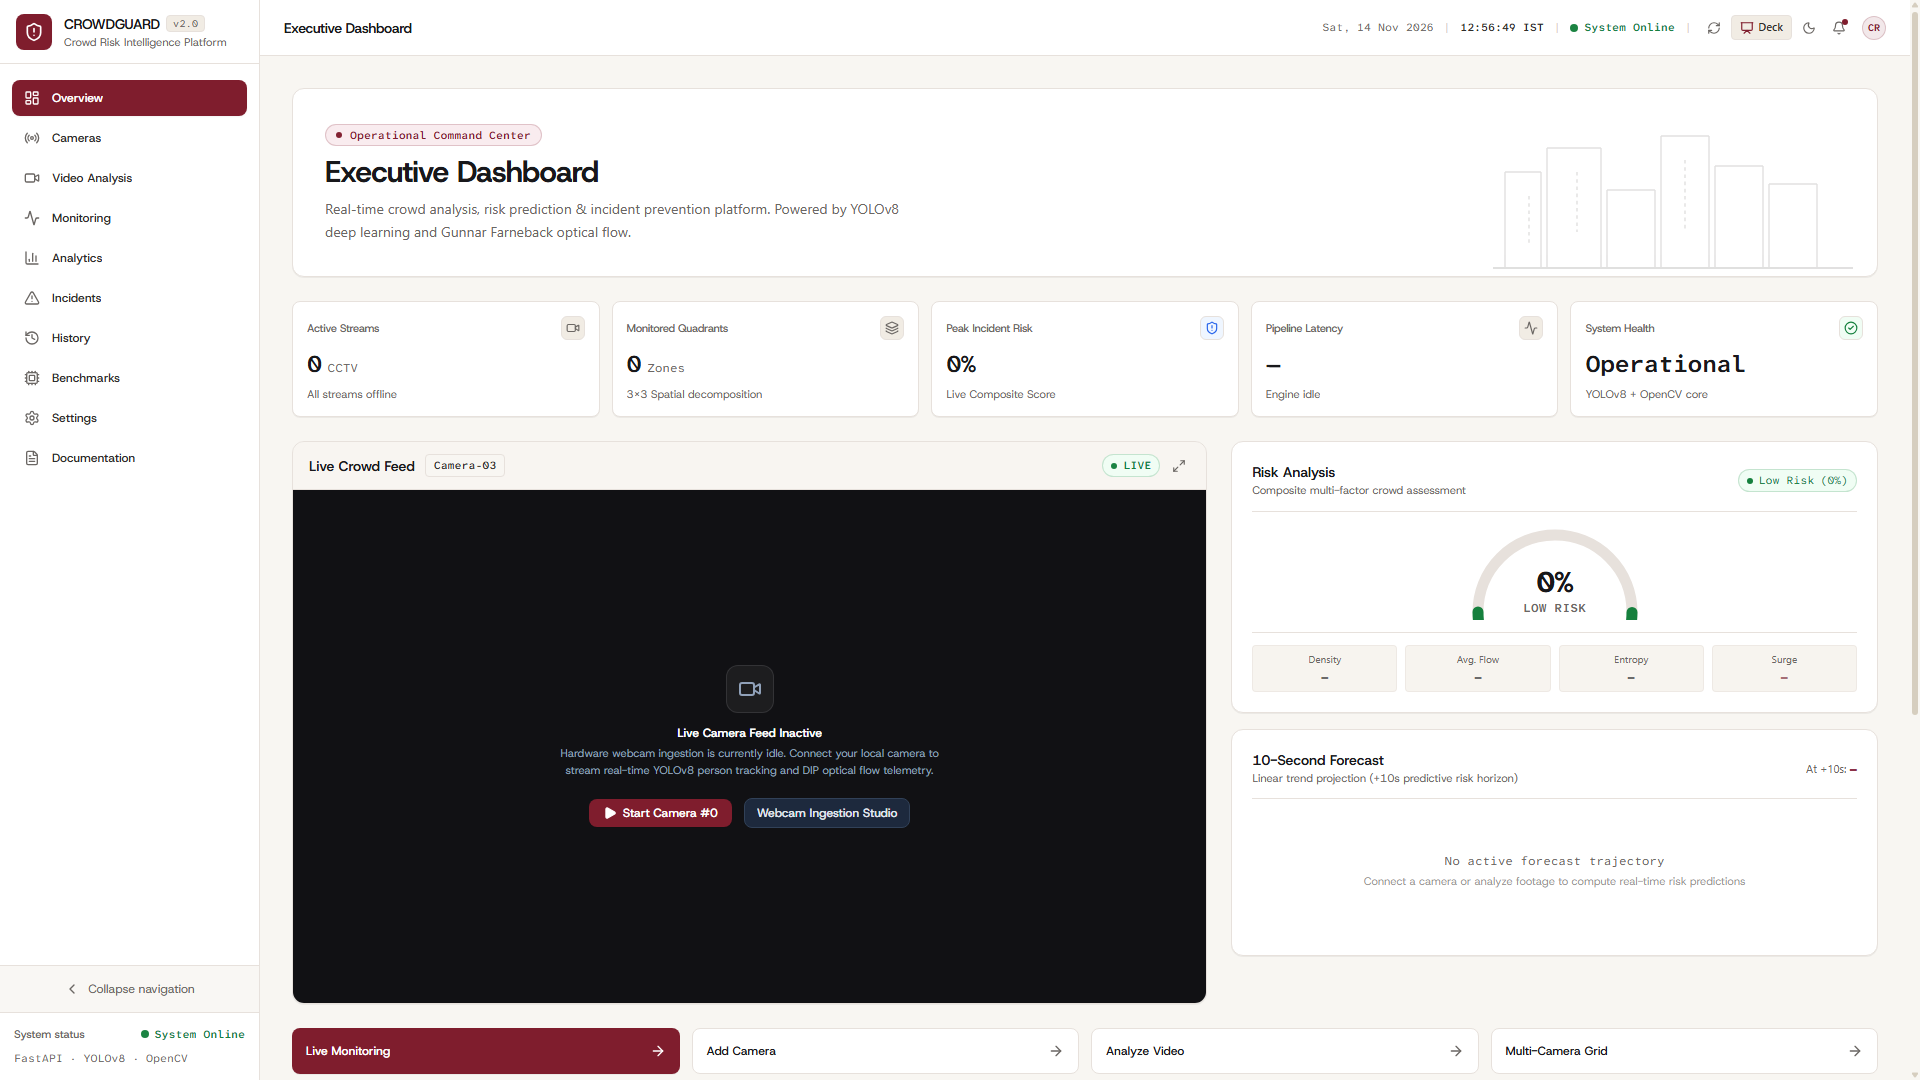 CROWDGUARD v2.0
Crowd Risk Intelligence Platform
Executive Dashboard
Sat, 14 Nov 2026 | 12:56:49 IST | System Online |
Deck
CR
Overview
Cameras
Video Analysis
Monitoring
Analytics
Incidents
History
Benchmarks
Settings
Documentation
Collapse navigation
System status System Online
FastAPI · YOLOv8 · OpenCV
Operational Command Center
Executive Dashboard
Real-time crowd analysis, risk prediction & incident prevention platform. Powered by YOLOv8
deep learning and Gunnar Farneback optical flow.
Active Streams
0 CCTV
All streams offline
Monitored Quadrants
0 Zones
3×3 Spatial decomposition
Peak Incident Risk
0%
Live Composite Score
Pipeline Latency
—
Engine idle
System Health
Operational
YOLOv8 + OpenCV core
Live Crowd Feed Camera-03
LIVE
Live Camera Feed Inactive
Hardware webcam ingestion is currently idle. Connect your local camera to
stream real-time YOLOv8 person tracking and DIP optical flow telemetry.
Start Camera #0
Webcam Ingestion Studio
Risk Analysis
Composite multi-factor crowd assessment
Low Risk (0%)
0%
LOW RISK
Density
—
Avg. Flow
—
Entropy
—
Surge
—
10-Second Forecast
Linear trend projection (+10s predictive risk horizon)
At +10s: —
No active forecast trajectory
Connect a camera or analyze footage to compute real-time risk predictions
Live Monitoring
Add Camera
Analyze Video
Multi-Camera Grid